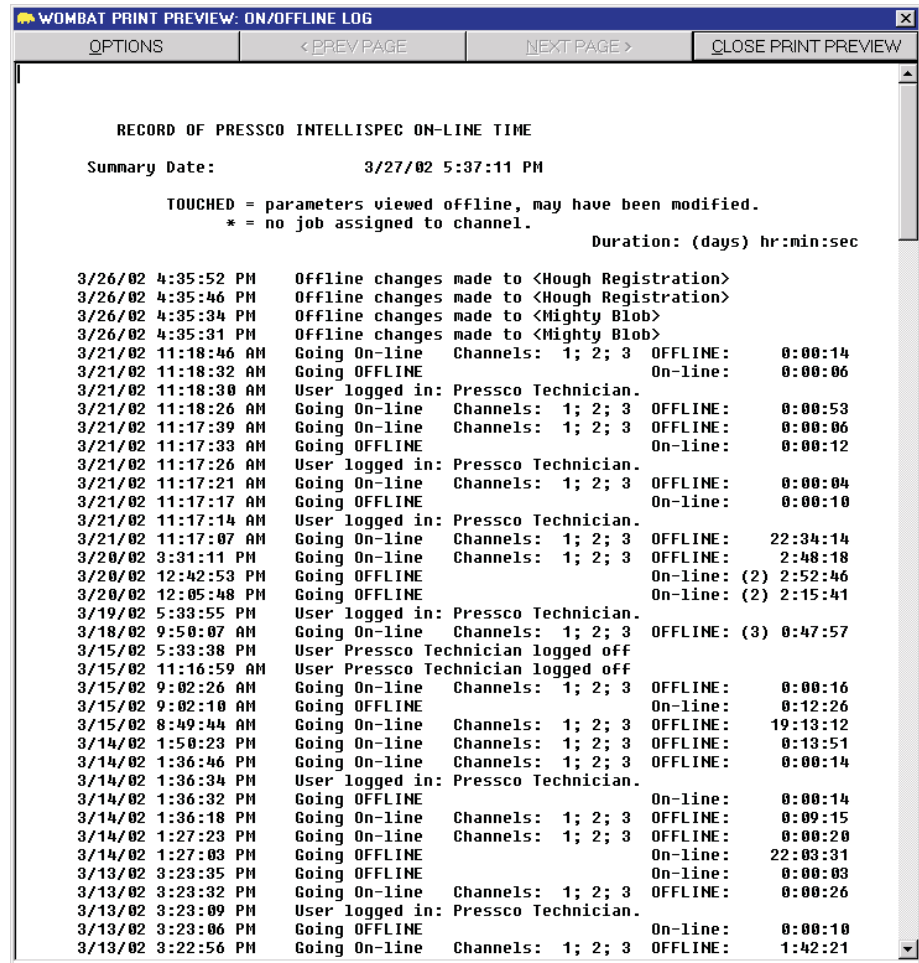 WOMBAT PRINT PREVIEW: ON/OFFLINE LOG
OPTIONS < PREV PAGE NEXT PAGE > CLOSE PRINT PREVIEW
RECORD OF PRESSCO INTELLISPEC ON-LINE TIME
Summary Date: 3/27/02 5:37:11 PM
TOUCHED = parameters viewed offline, may have been modified.
* = no job assigned to channel.
Duration: (days) hr:min:sec
3/26/02 4:35:52 PM Offline changes made to <Hough Registration>
3/26/02 4:35:46 PM Offline changes made to <Hough Registration>
3/26/02 4:35:34 PM Offline changes made to <Mighty Blob>
3/26/02 4:35:31 PM Offline changes made to <Mighty Blob>
3/21/02 11:18:46 AM Going On-line Channels: 1; 2; 3 OFFLINE: 0:00:14
3/21/02 11:18:32 AM Going OFFLINE On-line: 0:00:06
3/21/02 11:18:30 AM User logged in: Pressco Technician.
3/21/02 11:18:26 AM Going On-line Channels: 1; 2; 3 OFFLINE: 0:00:53
3/21/02 11:17:39 AM Going On-line Channels: 1; 2; 3 OFFLINE: 0:00:06
3/21/02 11:17:33 AM Going OFFLINE On-line: 0:00:12
3/21/02 11:17:26 AM User logged in: Pressco Technician.
3/21/02 11:17:21 AM Going On-line Channels: 1; 2; 3 OFFLINE: 0:00:04
3/21/02 11:17:17 AM Going OFFLINE On-line: 0:00:10
3/21/02 11:17:14 AM User logged in: Pressco Technician.
3/21/02 11:17:07 AM Going On-line Channels: 1; 2; 3 OFFLINE: 22:34:14
3/20/02 3:31:11 PM Going On-line Channels: 1; 2; 3 OFFLINE: 2:48:18
3/20/02 12:42:53 PM Going OFFLINE On-line: (2) 2:52:46
3/20/02 12:05:48 PM Going OFFLINE On-line: (2) 2:15:41
3/19/02 5:33:55 PM User logged in: Pressco Technician.
3/18/02 9:50:07 AM Going On-line Channels: 1; 2; 3 OFFLINE: (3) 0:47:57
3/15/02 5:33:38 PM User Pressco Technician logged off
3/15/02 11:16:59 AM User Pressco Technician logged off
3/15/02 9:02:26 AM Going On-line Channels: 1; 2; 3 OFFLINE: 0:00:16
3/15/02 9:02:10 AM Going OFFLINE On-line: 0:12:26
3/15/02 8:49:44 AM Going On-line Channels: 1; 2; 3 OFFLINE: 19:13:12
3/14/02 1:50:23 PM Going On-line Channels: 1; 2; 3 OFFLINE: 0:13:51
3/14/02 1:36:46 PM Going On-line Channels: 1; 2; 3 OFFLINE: 0:00:14
3/14/02 1:36:34 PM User logged in: Pressco Technician.
3/14/02 1:36:32 PM Going OFFLINE On-line: 0:00:14
3/14/02 1:36:18 PM Going On-line Channels: 1; 2; 3 OFFLINE: 0:09:15
3/14/02 1:27:23 PM Going On-line Channels: 1; 2; 3 OFFLINE: 0:00:20
3/14/02 1:27:03 PM Going OFFLINE On-line: 22:03:31
3/13/02 3:23:35 PM Going OFFLINE On-line: 0:00:03
3/13/02 3:23:32 PM Going On-line Channels: 1; 2; 3 OFFLINE: 0:00:26
3/13/02 3:23:09 PM User logged in: Pressco Technician.
3/13/02 3:23:06 PM Going OFFLINE On-line: 0:00:10
3/13/02 3:22:56 PM Going On-line Channels: 1; 2; 3 OFFLINE: 1:42:21